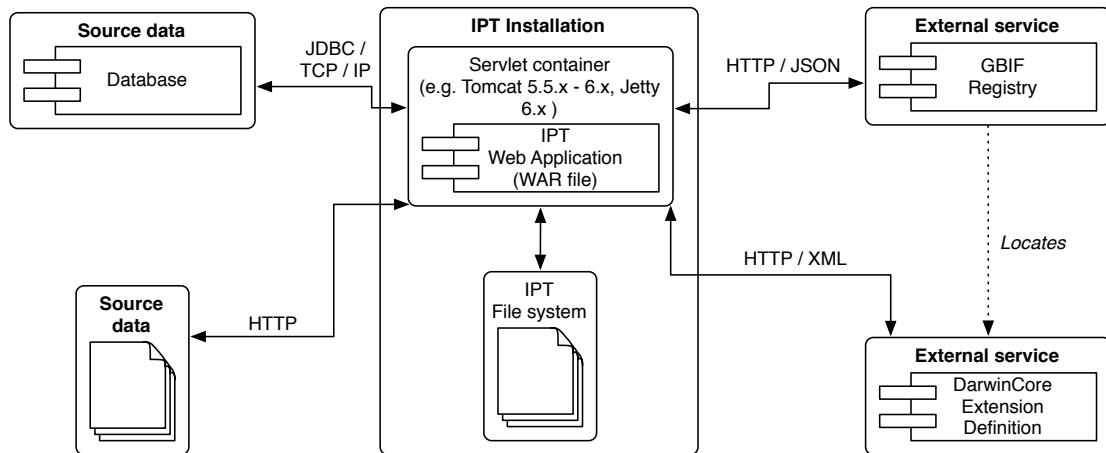 Source data
Database
JDBC /
TCP / IP
IPT Installation
Servlet container
(e.g. Tomcat 5.5.x - 6.x, Jetty
6.x )
IPT
Web Application
(WAR file)
HTTP / JSON
External service
GBIF
Registry
Locates
HTTP / XML
Source
data
HTTP
IPT
File system
External service
DarwinCore
Extension
Definition